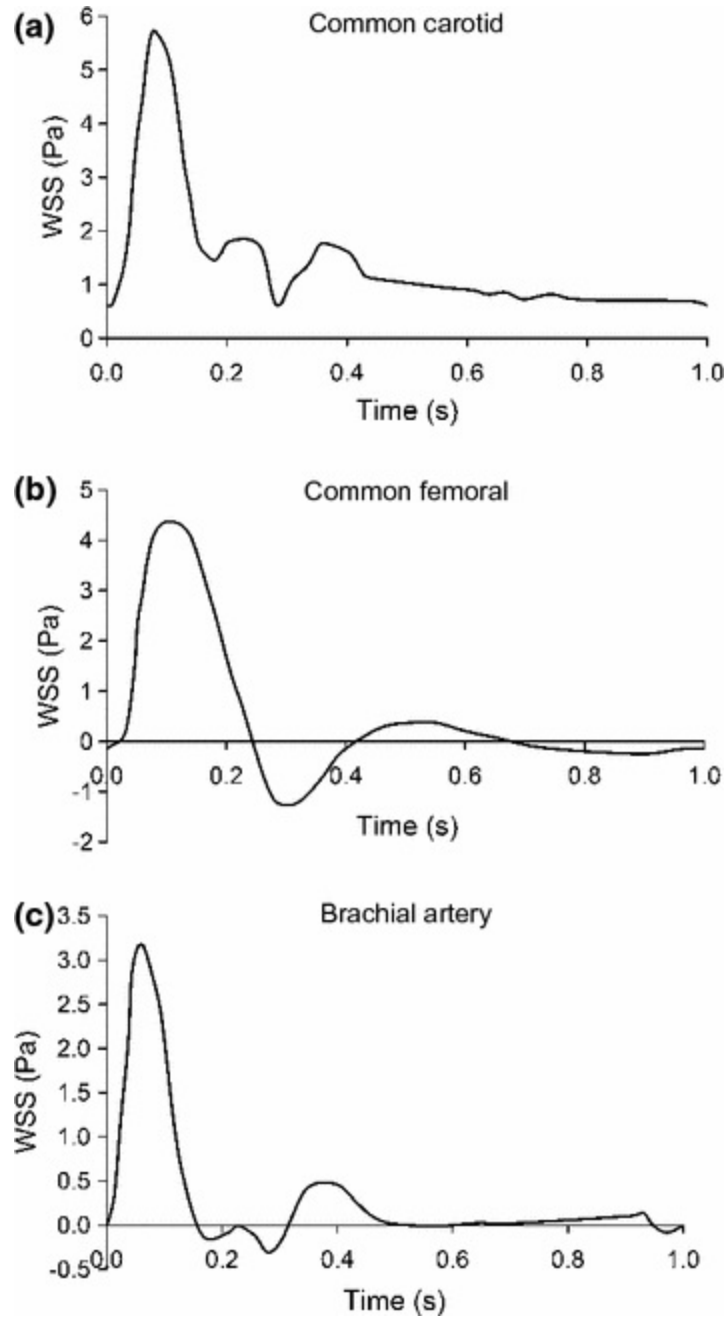 (a) Common carotid
WSS (Pa)
6
5
4
3
2
1
0
0.0 0.2 0.4 0.6 0.8 1.0
Time (s)
(b) Common femoral
WSS (Pa)
5
4
3
2
1
0
-1
-2
0.0 0.2 0.4 0.6 0.8 1.0
Time (s)
(c) Brachial artery
WSS (Pa)
3.5
3.0
2.5
2.0
1.5
1.0
0.5
0.0
-0.5
0.0 0.2 0.4 0.6 0.8 1.0
Time (s)